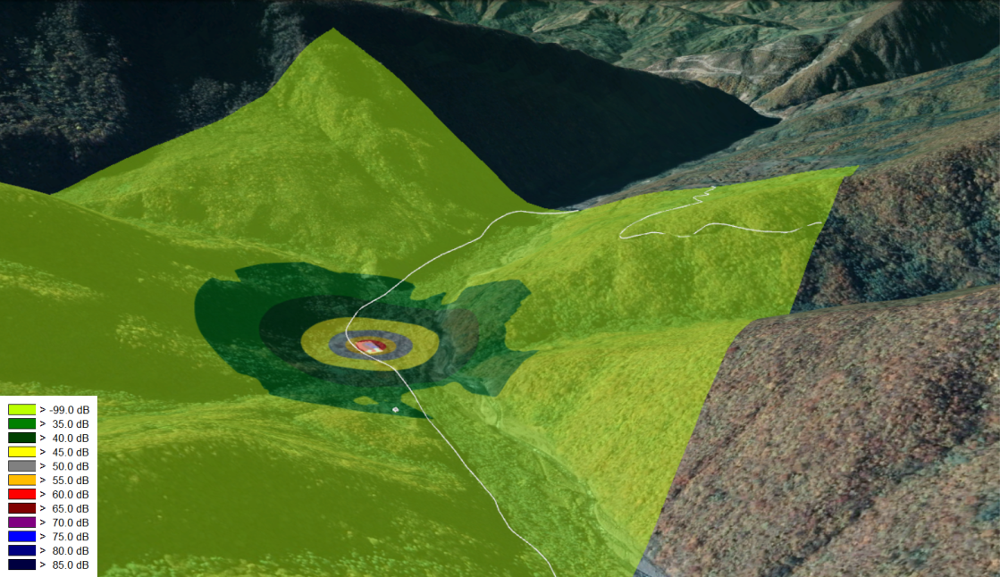 > -99.0 dB
> 35.0 dB
> 40.0 dB
> 45.0 dB
> 50.0 dB
> 55.0 dB
> 60.0 dB
> 65.0 dB
> 70.0 dB
> 75.0 dB
> 80.0 dB
> 85.0 dB